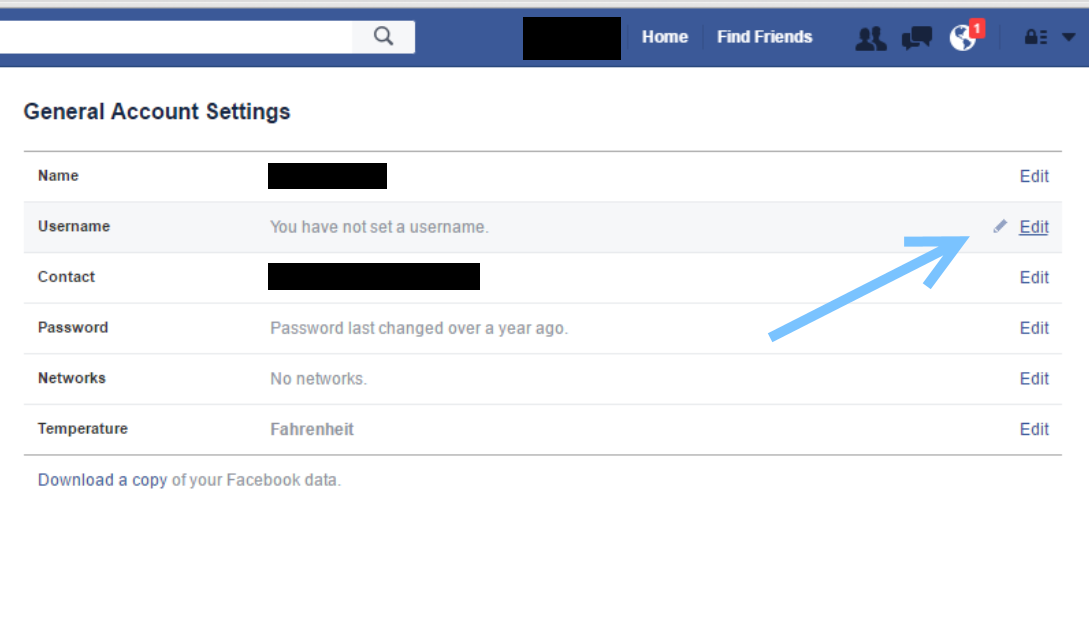 Home Find Friends 1
General Account Settings
Name Edit
Username You have not set a username. Edit
Contact Edit
Password Password last changed over a year ago. Edit
Networks No networks. Edit
Temperature Fahrenheit Edit
Download a copy of your Facebook data.